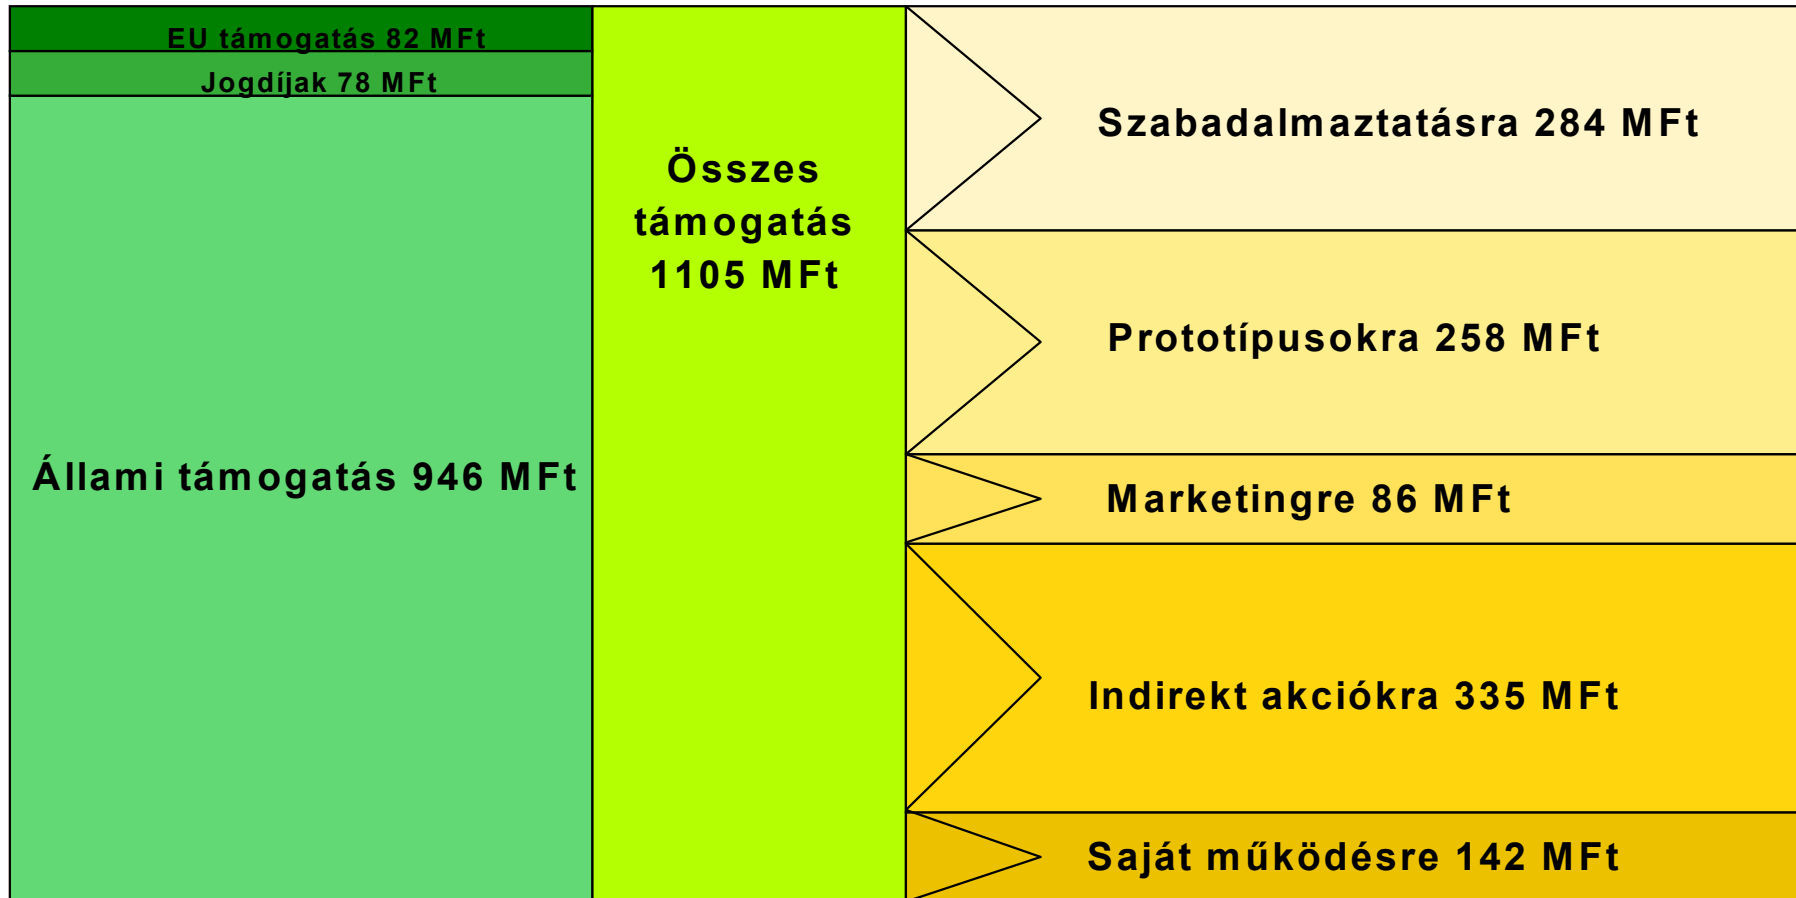 EU támogatás 82 MFt
Jogdíjak 78 MFt
Állami támogatás 946 MFt
Összes
támogatás
1105 MFt
Szabadalmaztatásra 284 MFt
Prototípusokra 258 MFt
Marketingre 86 MFt
Indirekt akciókra 335 MFt
Saját működésre 142 MFt